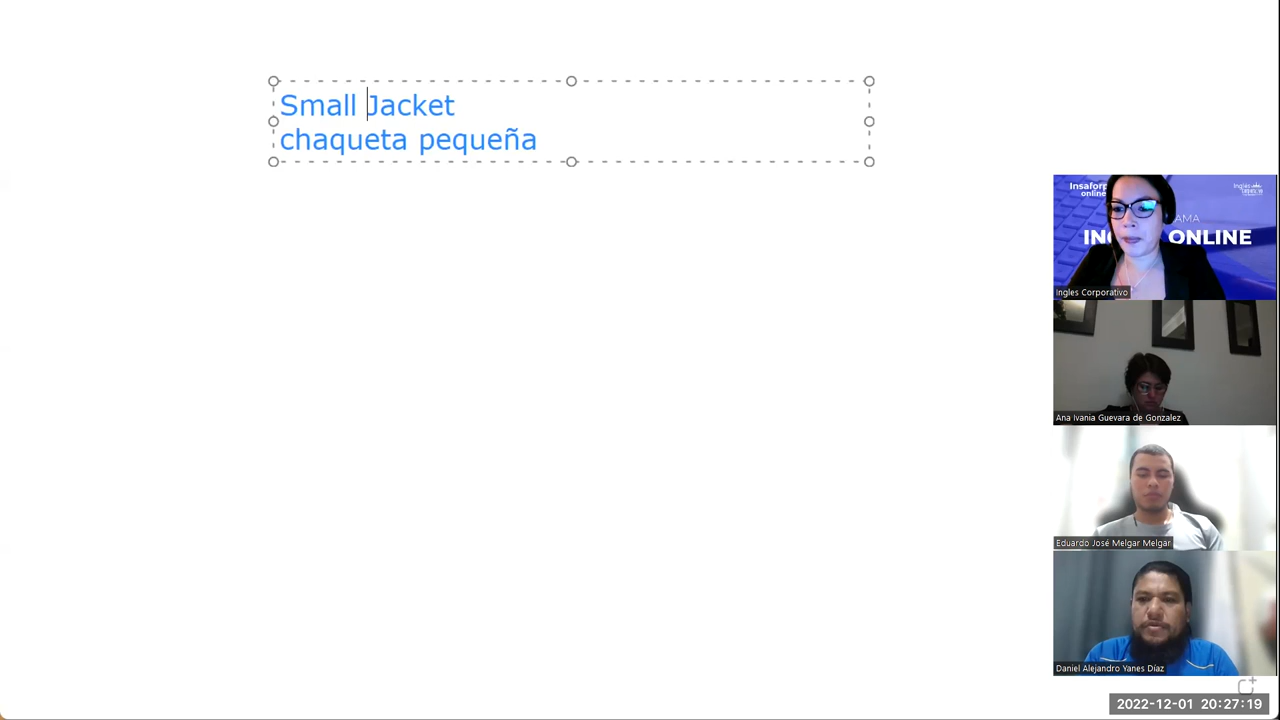 Small Jacket
chaqueta pequeña
Insaforp
online
AMA
ONLINE
Ingles Corporativo
Ana Ivania Guevara de Gonzalez
Eduardo José Melgar Melgar
Daniel Alejandro Yanes Díaz
2022-12-01 20:27:19